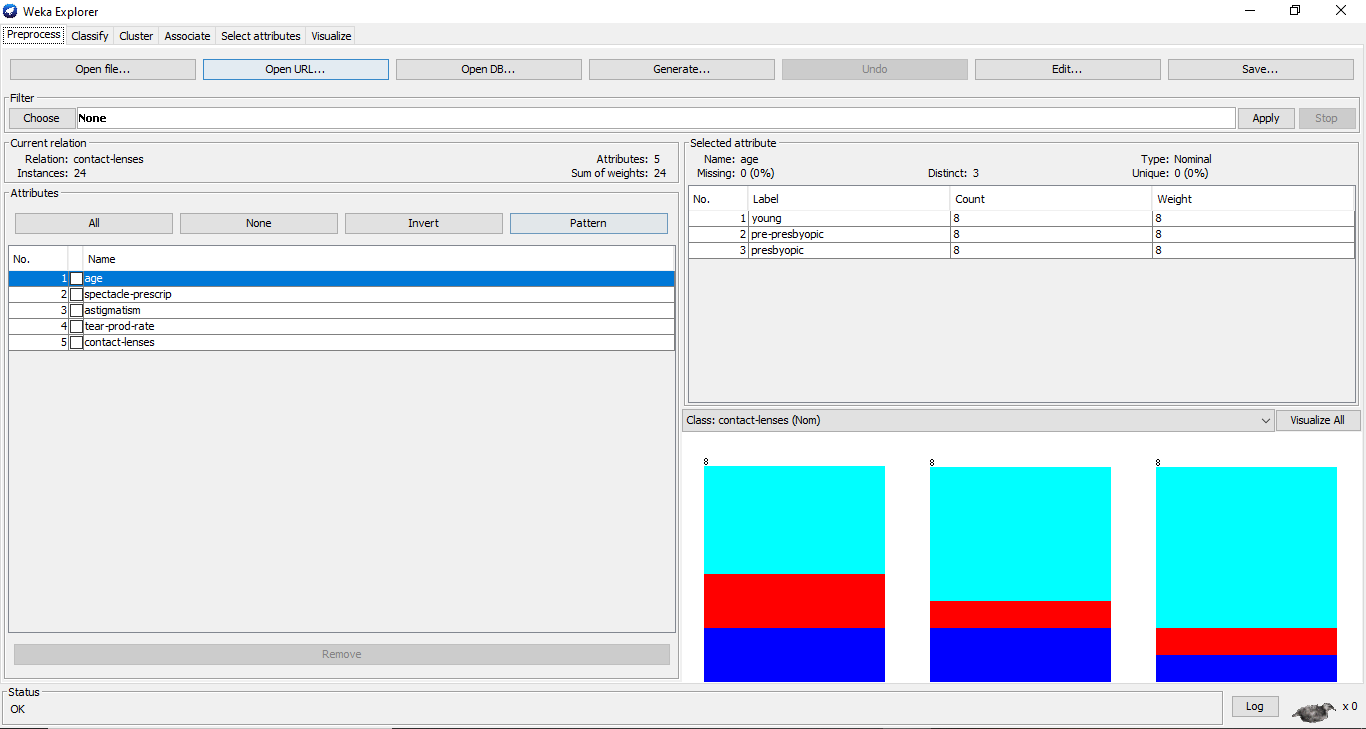 Weka Explorer
Preprocess Classify Cluster Associate Select attributes Visualize
Open file... Open URL... Open DB... Generate... Undo Edit... Save...
Filter
Choose None Apply Stop
Current relation
Relation: contact-lenses Attributes: 5
Instances: 24 Sum of weights: 24
Attributes
All None Invert Pattern
No. Name
1 age
2 spectacle-prescrip
3 astigmatism
4 tear-prod-rate
5 contact-lenses
Remove
Selected attribute
Name: age Type: Nominal
Missing: 0 (0%) Distinct: 3 Unique: 0 (0%)
No. Label Count Weight
1 young 8 8
2 pre-presbyopic 8 8
3 presbyopic 8 8
Class: contact-lenses (Nom) Visualize All
8 8 8
Status
OK
Log x 0